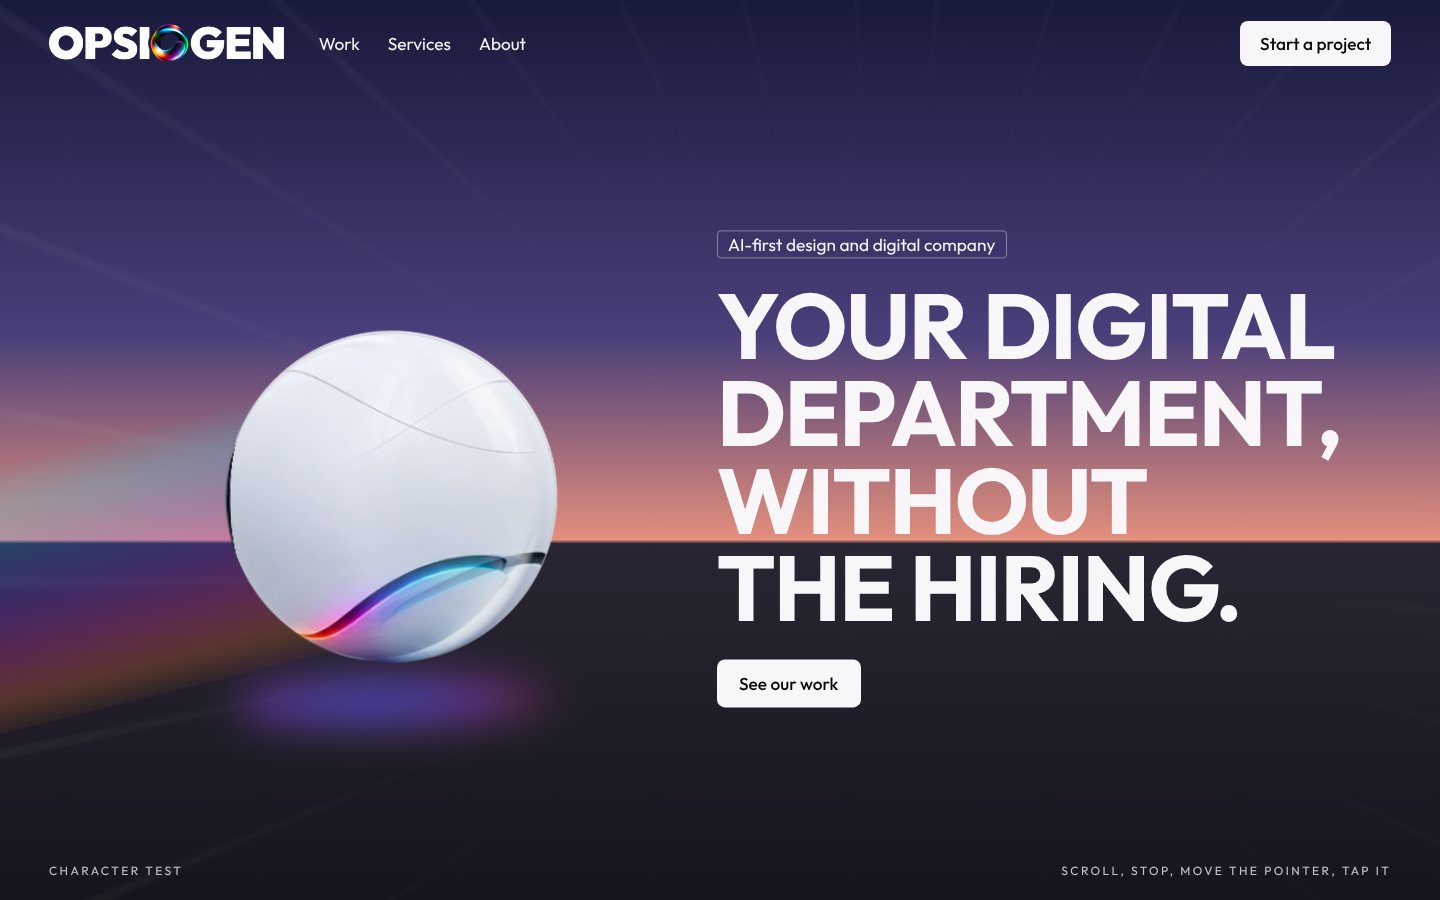 OPSIOGEN
Work
Services
About
Start a project
AI-first design and digital company
YOUR DIGITAL
DEPARTMENT,
WITHOUT
THE HIRING.
See our work
CHARACTER TEST
SCROLL, STOP, MOVE THE POINTER, TAP IT